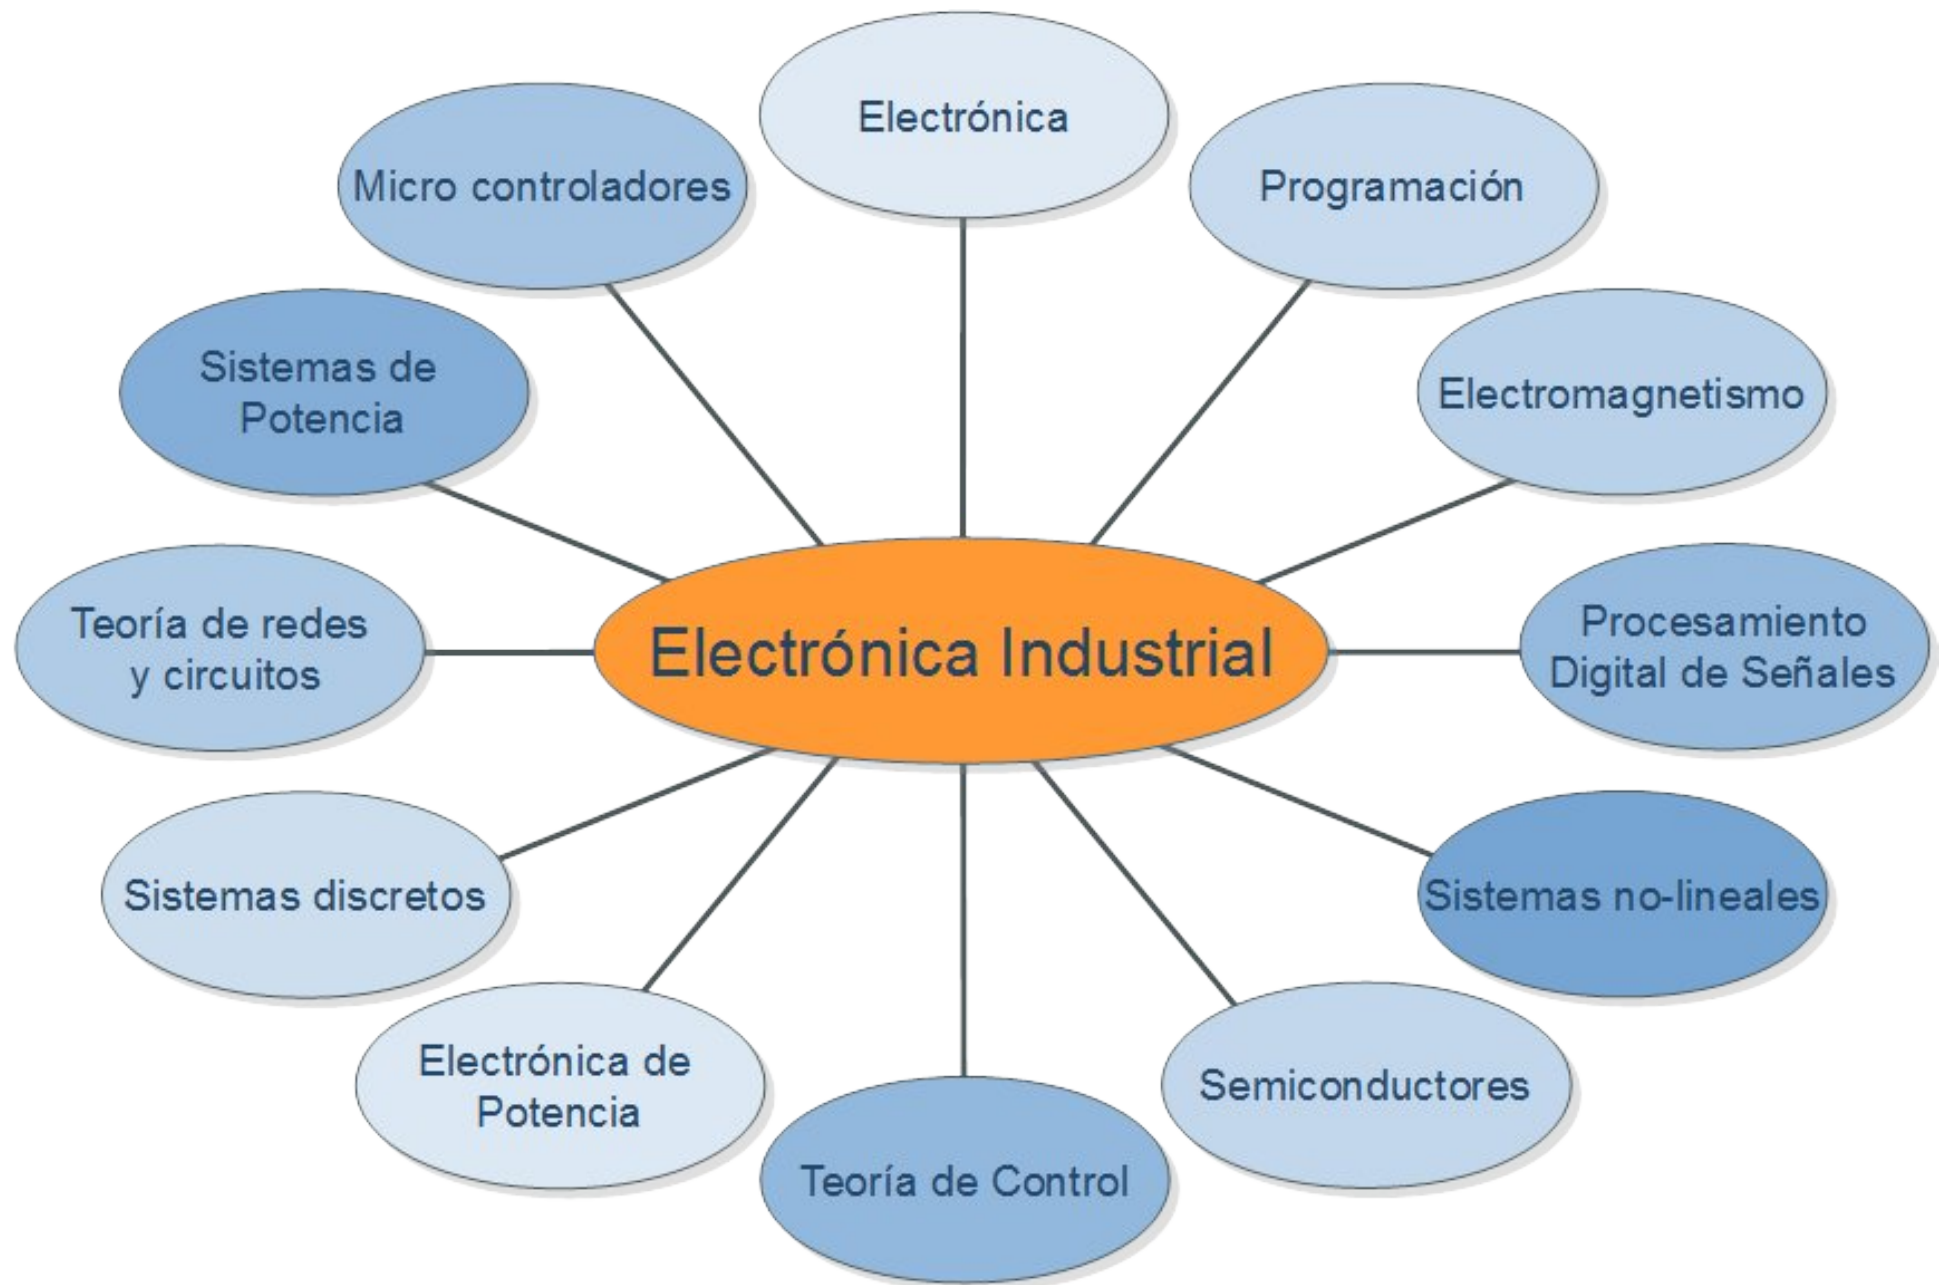 Electrónica
Programación
Micro controladores
Sistemas de
Potencia
Electromagnetismo
Teoría de redes
y circuitos
Electrónica Industrial
Procesamiento
Digital de Señales
Sistemas discretos
Sistemas no-lineales
Electrónica de
Potencia
Semiconductores
Teoría de Control